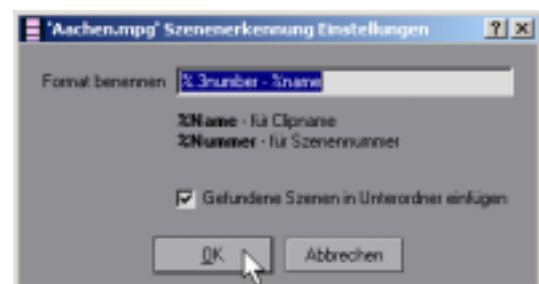 "Aachen.mpg" Szenenerkennung Einstellungen
Format benennen % 3number - %name
%Name - für Clipname
%Nummer - für Szenennummer
Gefundene Szenen in Unterordner einfügen
OK Abbrechen